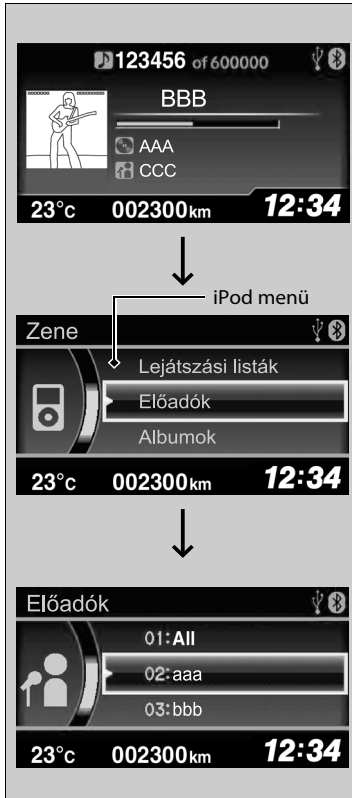 123456 of 600000
BBB
AAA
CCC
23°c 002300km 12:34
iPod menü
Zene
Lejátszási listák
Előadók
Albumok
23°c 002300km 12:34
Előadók
01:All
02:aaa
03:bbb
23°c 002300km 12:34